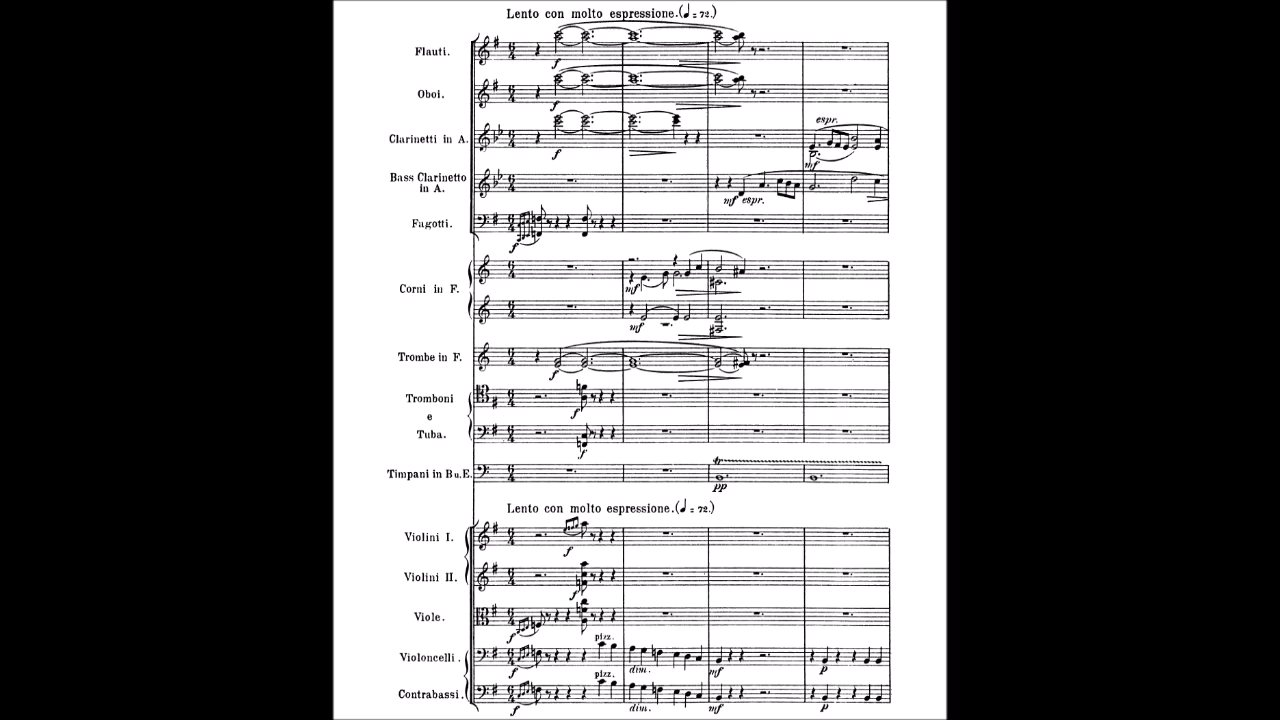 Lento con molto espressione.(♩= 72.)
Flauti.
f
Oboi.
f
Clarinetti in A.
f
espr.
mf
Bass Clarinetto
in A.
mf espr.
Fagotti.
f
Corni in F.
mf
mf
Trombe in F.
f
Tromboni
e
Tuba.
f
f
Timpani in B u. E.
tr
pp
Lento con molto espressione.(♩= 72.)
Violini I.
f
Violini II.
f
Viole.
f
pizz.
Violoncelli.
f dim. mf p
pizz.
Contrabassi.
f dim. mf p